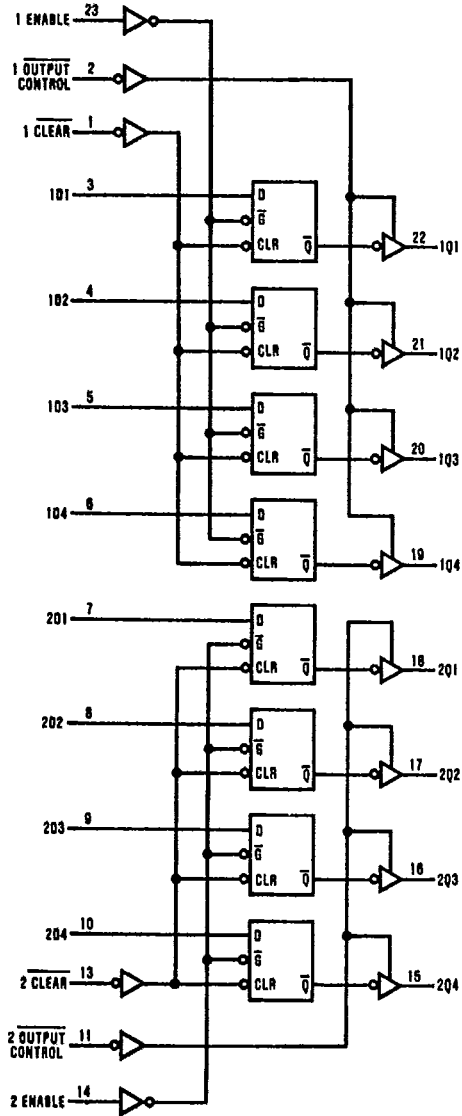 1 ENABLE 23
1 OUTPUT CONTROL 2
1 CLEAR 1
1D1 3 D
G̅
CLR Q̅ 22 1Q1
1D2 4 D
G̅
CLR Q̅ 21 1Q2
1D3 5 D
G̅
CLR Q̅ 20 1Q3
1D4 6 D
G̅
CLR Q̅ 19 1Q4
2D1 7 D
G̅
CLR Q̅ 18 2Q1
2D2 8 D
G̅
CLR Q̅ 17 2Q2
2D3 9 D
G̅
CLR Q̅ 16 2Q3
2D4 10 D
G̅
2 CLEAR 13 CLR Q̅ 15 2Q4
2 OUTPUT CONTROL 11
2 ENABLE 14